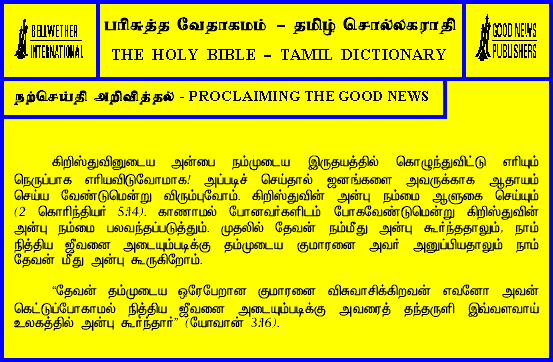 BELLWETHER
INTERNATIONAL
பரிசுத்த வேதாகமம் – தமிழ் சொல்லகராதி
THE HOLY BIBLE – TAMIL DICTIONARY
GOOD NEWS
PUBLISHERS
நற்செய்தி அறிவித்தல் - PROCLAIMING THE GOOD NEWS
கிறிஸ்துவினுடைய அன்பை நம்முடைய இருதயத்தில் கொழுந்துவிட்டு எரியும்
நெருப்பாக எரியவிடுவோமாக! அப்படிச் செய்தால் ஜனங்களை அவருக்காக ஆதாயம்
செய்ய வேண்டுமென்று விரும்புவோம். கிறிஸ்துவின் அன்பு நம்மை ஆளுகை செய்யும்
(2 கொரிந்தியர் 5:14). காணாமல் போனவர்களிடம் போகவேண்டுமென்று கிறிஸ்துவின்
அன்பு நம்மை பலவந்தப்படுத்தும். முதலில் தேவன் நம்மீது அன்பு கூர்ந்ததாலும், நாம்
நித்திய ஜீவனை அடையும்படிக்கு தம்முடைய குமாரனை அவர் அனுப்பியதாலும் நாம்
தேவன் மீது அன்பு கூருகிறோம்.
“தேவன் தம்முடைய ஒரேபேறான குமாரனை விசுவாசிக்கிறவன் எவனோ அவன்
கெட்டுப்போகாமல் நித்திய ஜீவனை அடையும்படிக்கு அவரைத் தந்தருளி இவ்வளவாய்
உலகத்தில் அன்பு கூர்ந்தார்” (யோவான் 3:16).